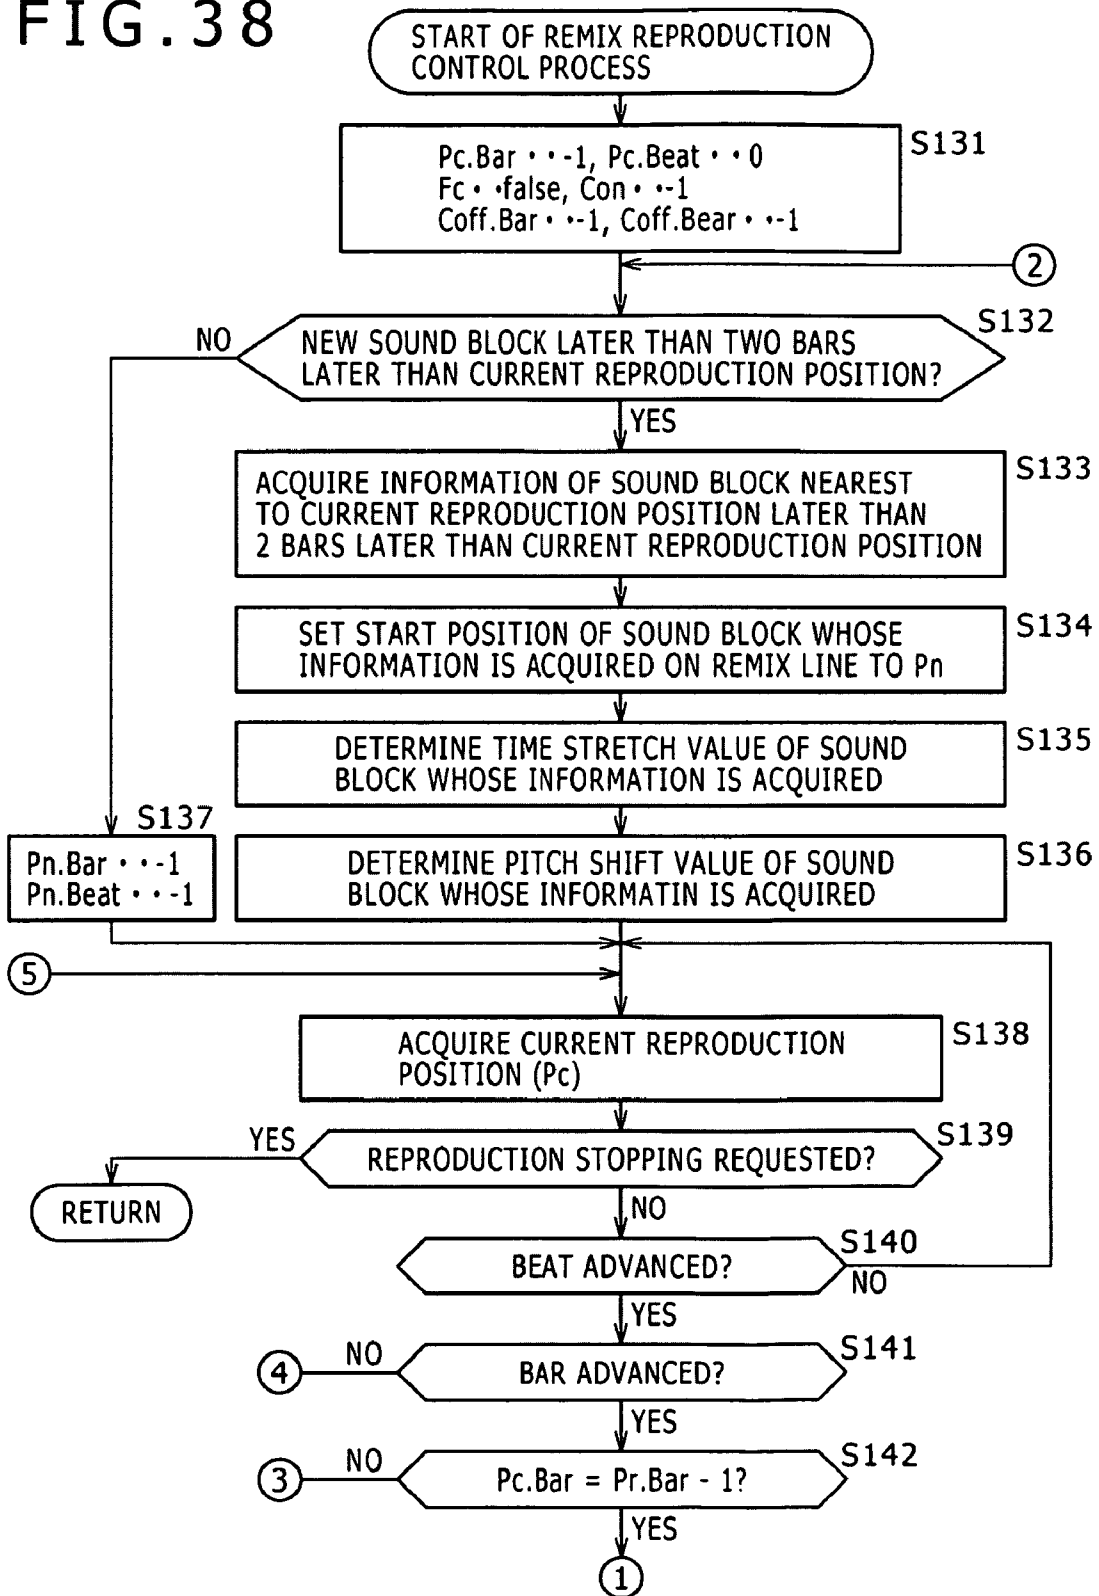 FIG.38
START OF REMIX REPRODUCTION
CONTROL PROCESS
S131
Pc.Bar・・-1, Pc.Beat・・0
Fc・・false, Con・・-1
Coff.Bar・・-1, Coff.Bear・・-1
2
S132
NO
NEW SOUND BLOCK LATER THAN TWO BARS
LATER THAN CURRENT REPRODUCTION POSITION?
YES
S133
ACQUIRE INFORMATION OF SOUND BLOCK NEAREST
TO CURRENT REPRODUCTION POSITION LATER THAN
2 BARS LATER THAN CURRENT REPRODUCTION POSITION
S134
SET START POSITION OF SOUND BLOCK WHOSE
INFORMATION IS ACQUIRED ON REMIX LINE TO Pn
S135
DETERMINE TIME STRETCH VALUE OF SOUND
BLOCK WHOSE INFORMATION IS ACQUIRED
S137
Pn.Bar・・-1
Pn.Beat・・-1
S136
DETERMINE PITCH SHIFT VALUE OF SOUND
BLOCK WHOSE INFORMATIN IS ACQUIRED
5
S138
ACQUIRE CURRENT REPRODUCTION
POSITION (Pc)
S139
YES
REPRODUCTION STOPPING REQUESTED?
RETURN
NO
S140
BEAT ADVANCED?
NO
YES
S141
4
NO
BAR ADVANCED?
YES
S142
3
NO
Pc.Bar = Pr.Bar - 1?
YES
1